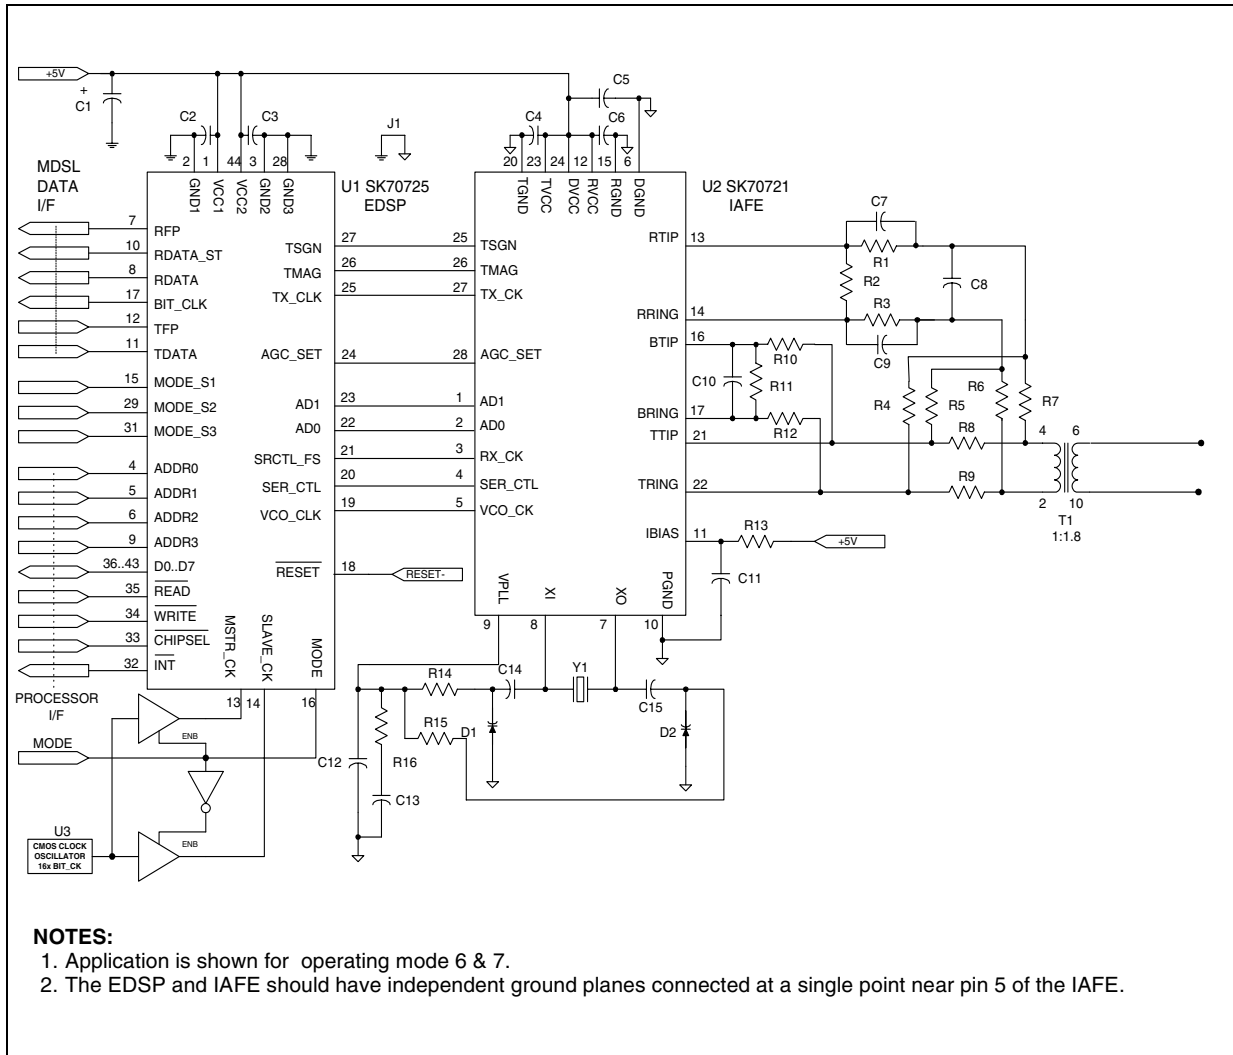 +5V
+
C1
C2
C3
2
1
44
3
28
GND1
VCC1
VCC2
GND2
GND3
J1
C4
C5
C6
20
23
24
12
15
6
TGND
TVCC
DVCC
RVCC
RGND
DGND
MDSL
DATA
I/F
U1 SK70725
EDSP
U2 SK70721
IAFE
7 RFP
10 RDATA_ST
8 RDATA
17 BIT_CLK
12 TFP
11 TDATA
15 MODE_S1
29 MODE_S2
31 MODE_S3
4 ADDR0
5 ADDR1
6 ADDR2
9 ADDR3
36..43 D0..D7
35 READ
34 WRITE
33 CHIPSEL
32 INT
TSGN 27 25 TSGN
TMAG 26 26 TMAG
TX_CLK 25 27 TX_CK
AGC_SET 24 28 AGC_SET
AD1 23 1 AD1
AD0 22 2 AD0
SRCTL_FS 21 3 RX_CK
SER_CTL 20 4 SER_CTL
VCO_CLK 19 5 VCO_CK
RESET 18 RESET-
MSTR_CK
SLAVE_CK
MODE
13
14
16
RTIP 13
RRING 14
BTIP 16
BRING 17
TTIP 21
TRING 22
IBIAS 11
VPLL
XI
XO
PGND
9
8
7
10
C7
R1
R2
C8
R3
C9
R10
C10
R11
R12
R4
R5
R6
R7
R8
R9
4
6
2
10
T1
1:1.8
R13
+5V
C11
R14
C14
Y1
C15
R15
D1
D2
C12
R16
C13
PROCESSOR
I/F
MODE
ENB
ENB
U3
CMOS CLOCK
OSCILLATOR
16x BIT_CK
NOTES:
1. Application is shown for operating mode 6 & 7.
2. The EDSP and IAFE should have independent ground planes connected at a single point near pin 5 of the IAFE.